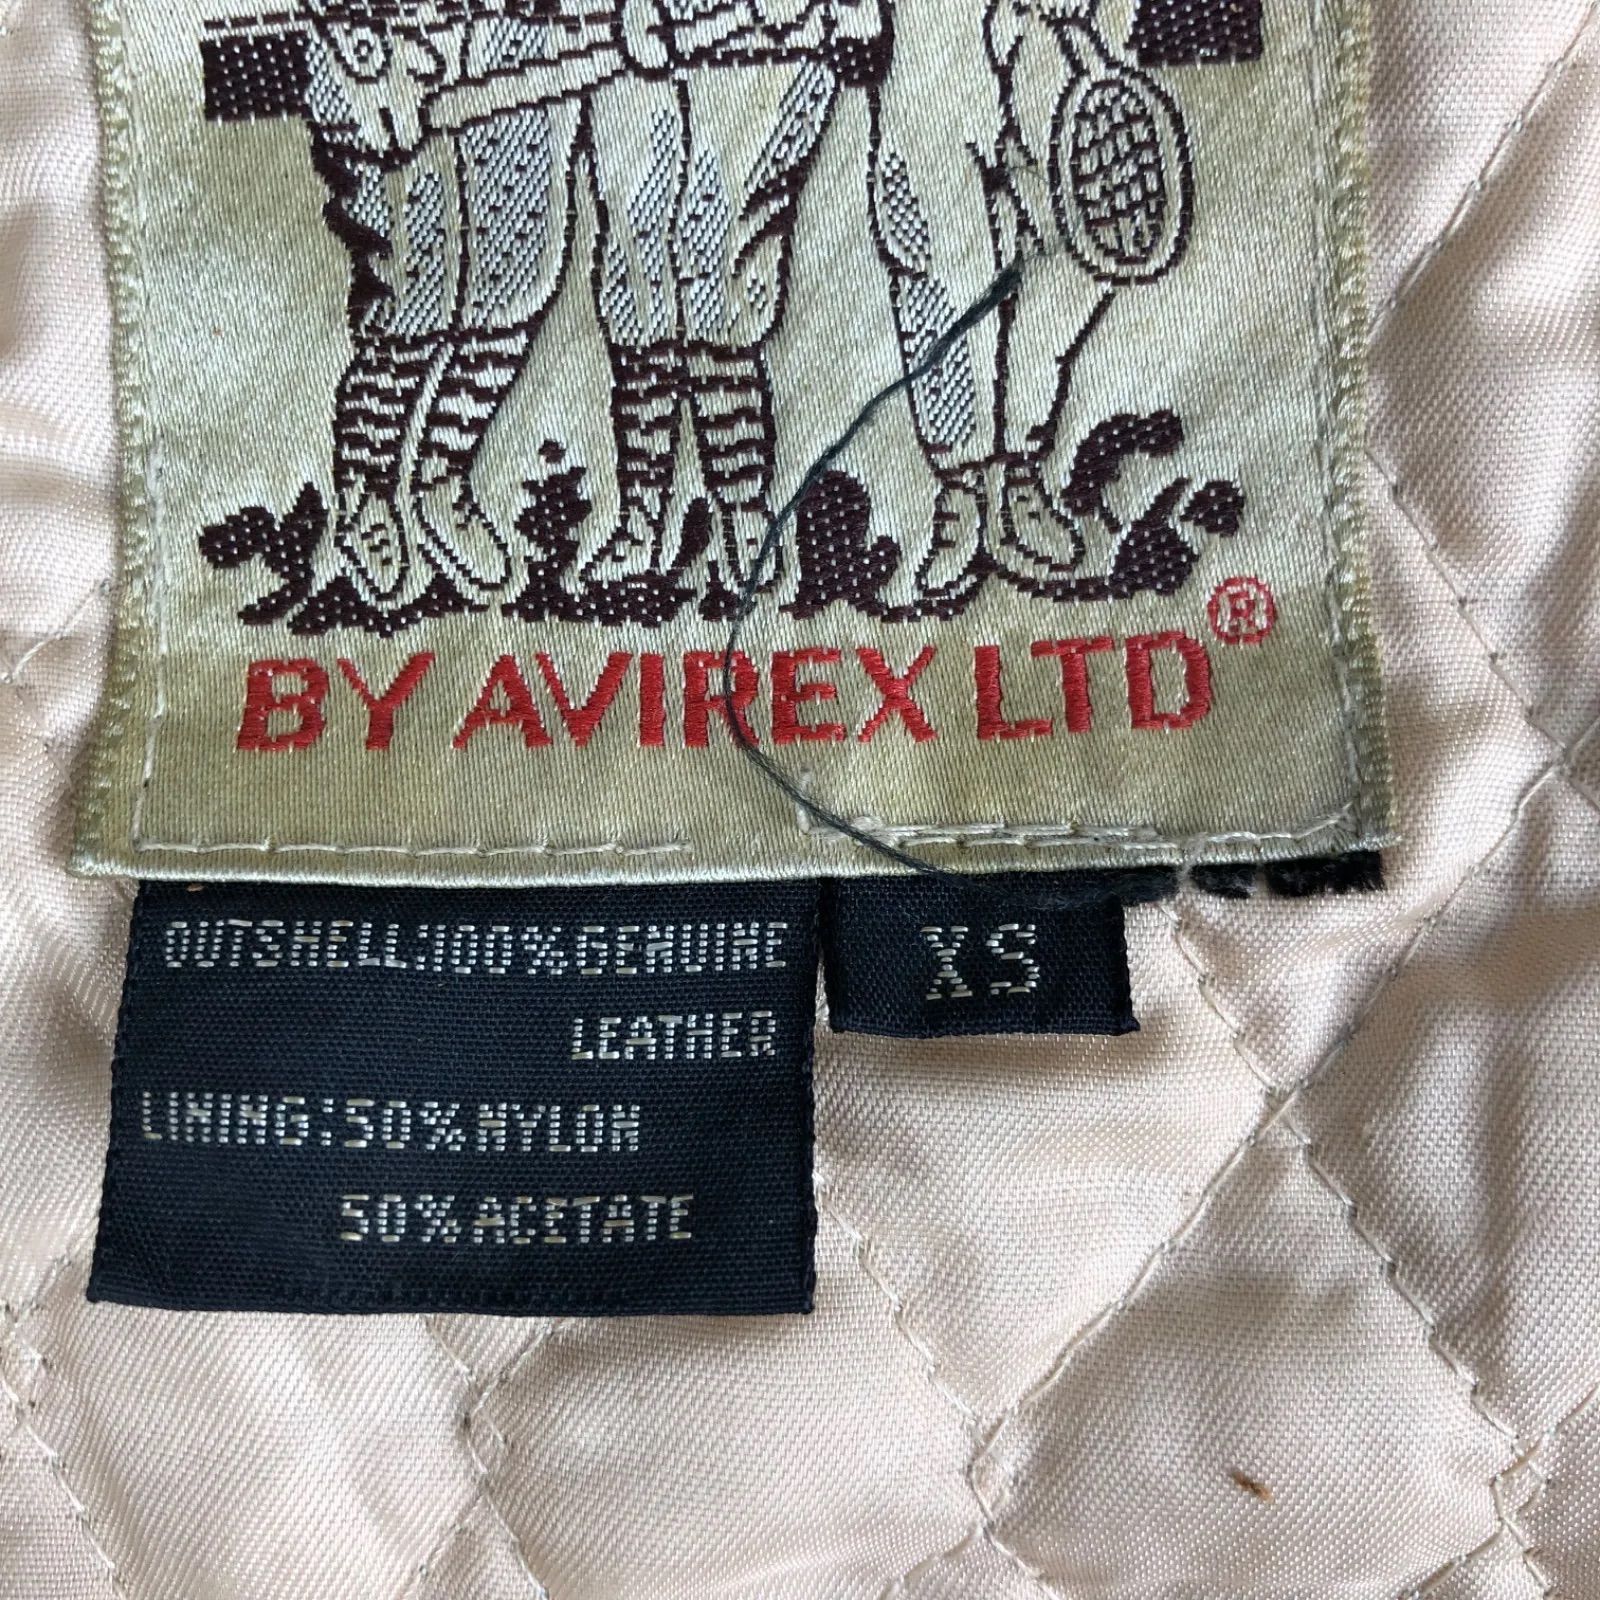 BY AVIREX LTD®
OUTSHELL:100%GENUINE
LEATHER
XS
LINING:50%NYLON
50%ACETATE